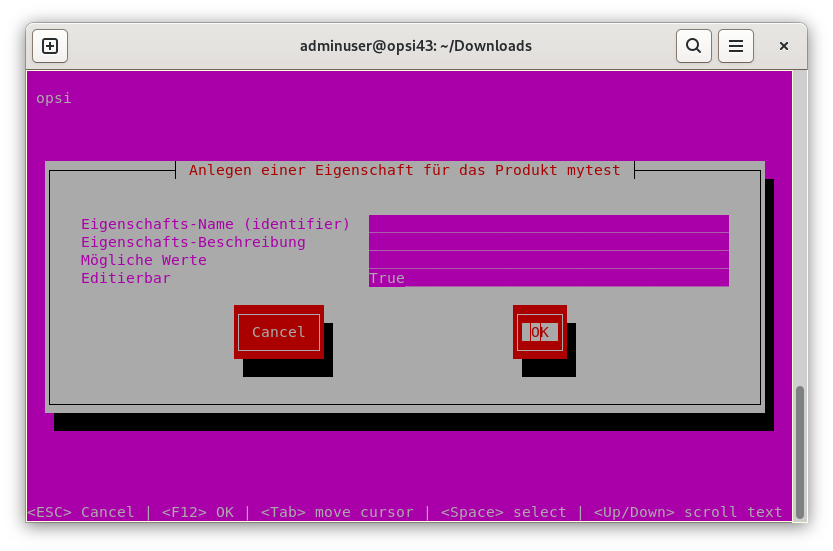 adminuser@opsi43: ~/Downloads
opsi
Anlegen einer Eigenschaft für das Produkt mytest
Eigenschafts-Name (identifier)
Eigenschafts-Beschreibung
Mögliche Werte
Editierbar True
Cancel OK
<ESC> Cancel | <F12> OK | <Tab> move cursor | <Space> select | <Up/Down> scroll text